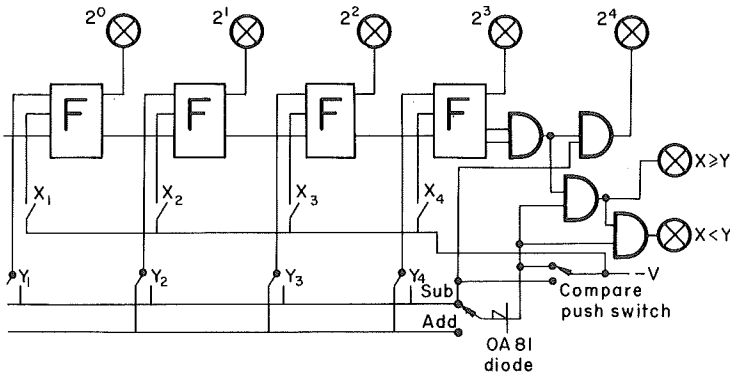 2⁰ 2¹ 2² 2³ 2⁴
F F F F
X₁ X₂ X₃ X₄ X≥Y
X<Y
Y₁ Y₂ Y₃ Y₄ −V
Sub Compare
push switch
Add
OA 81
diode